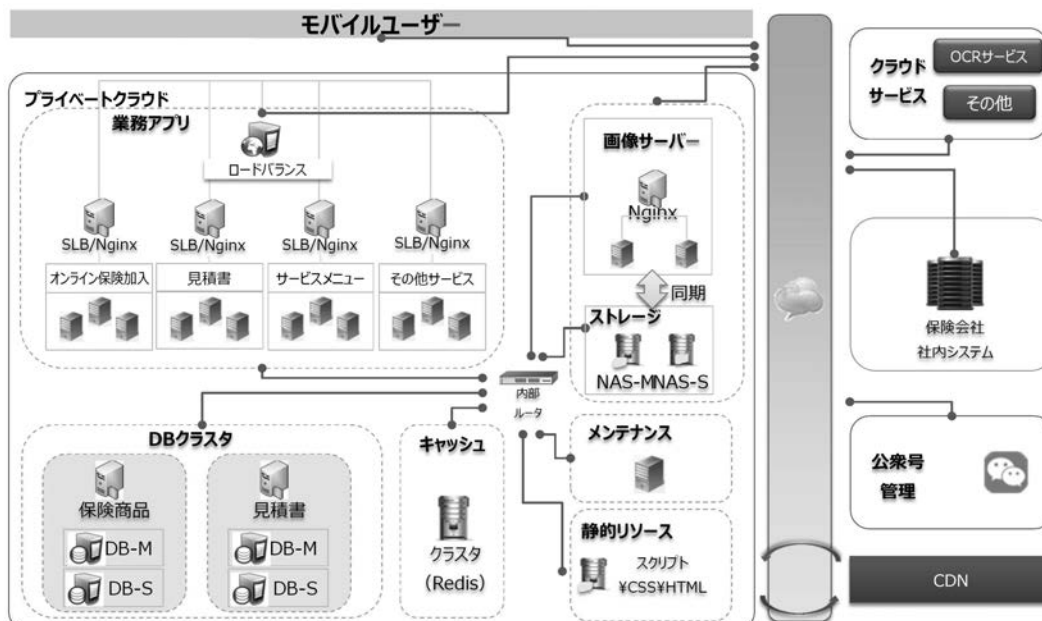 モバイルユーザー
プライベートクラウド
業務アプリ
ロードバランス
SLB/Nginx
SLB/Nginx
SLB/Nginx
SLB/Nginx
オンライン保険加入
見積書
サービスメニュー
その他サービス
画像サーバー
Nginx
同期
ストレージ
NAS-M
NAS-S
内部
ルータ
DBクラスタ
保険商品
DB-M
DB-S
見積書
DB-M
DB-S
キャッシュ
クラスタ
（Redis）
メンテナンス
静的リソース
スクリプト
¥CSS¥HTML
クラウド
サービス
OCRサービス
その他
保険会社
社内システム
公衆号
管理
CDN